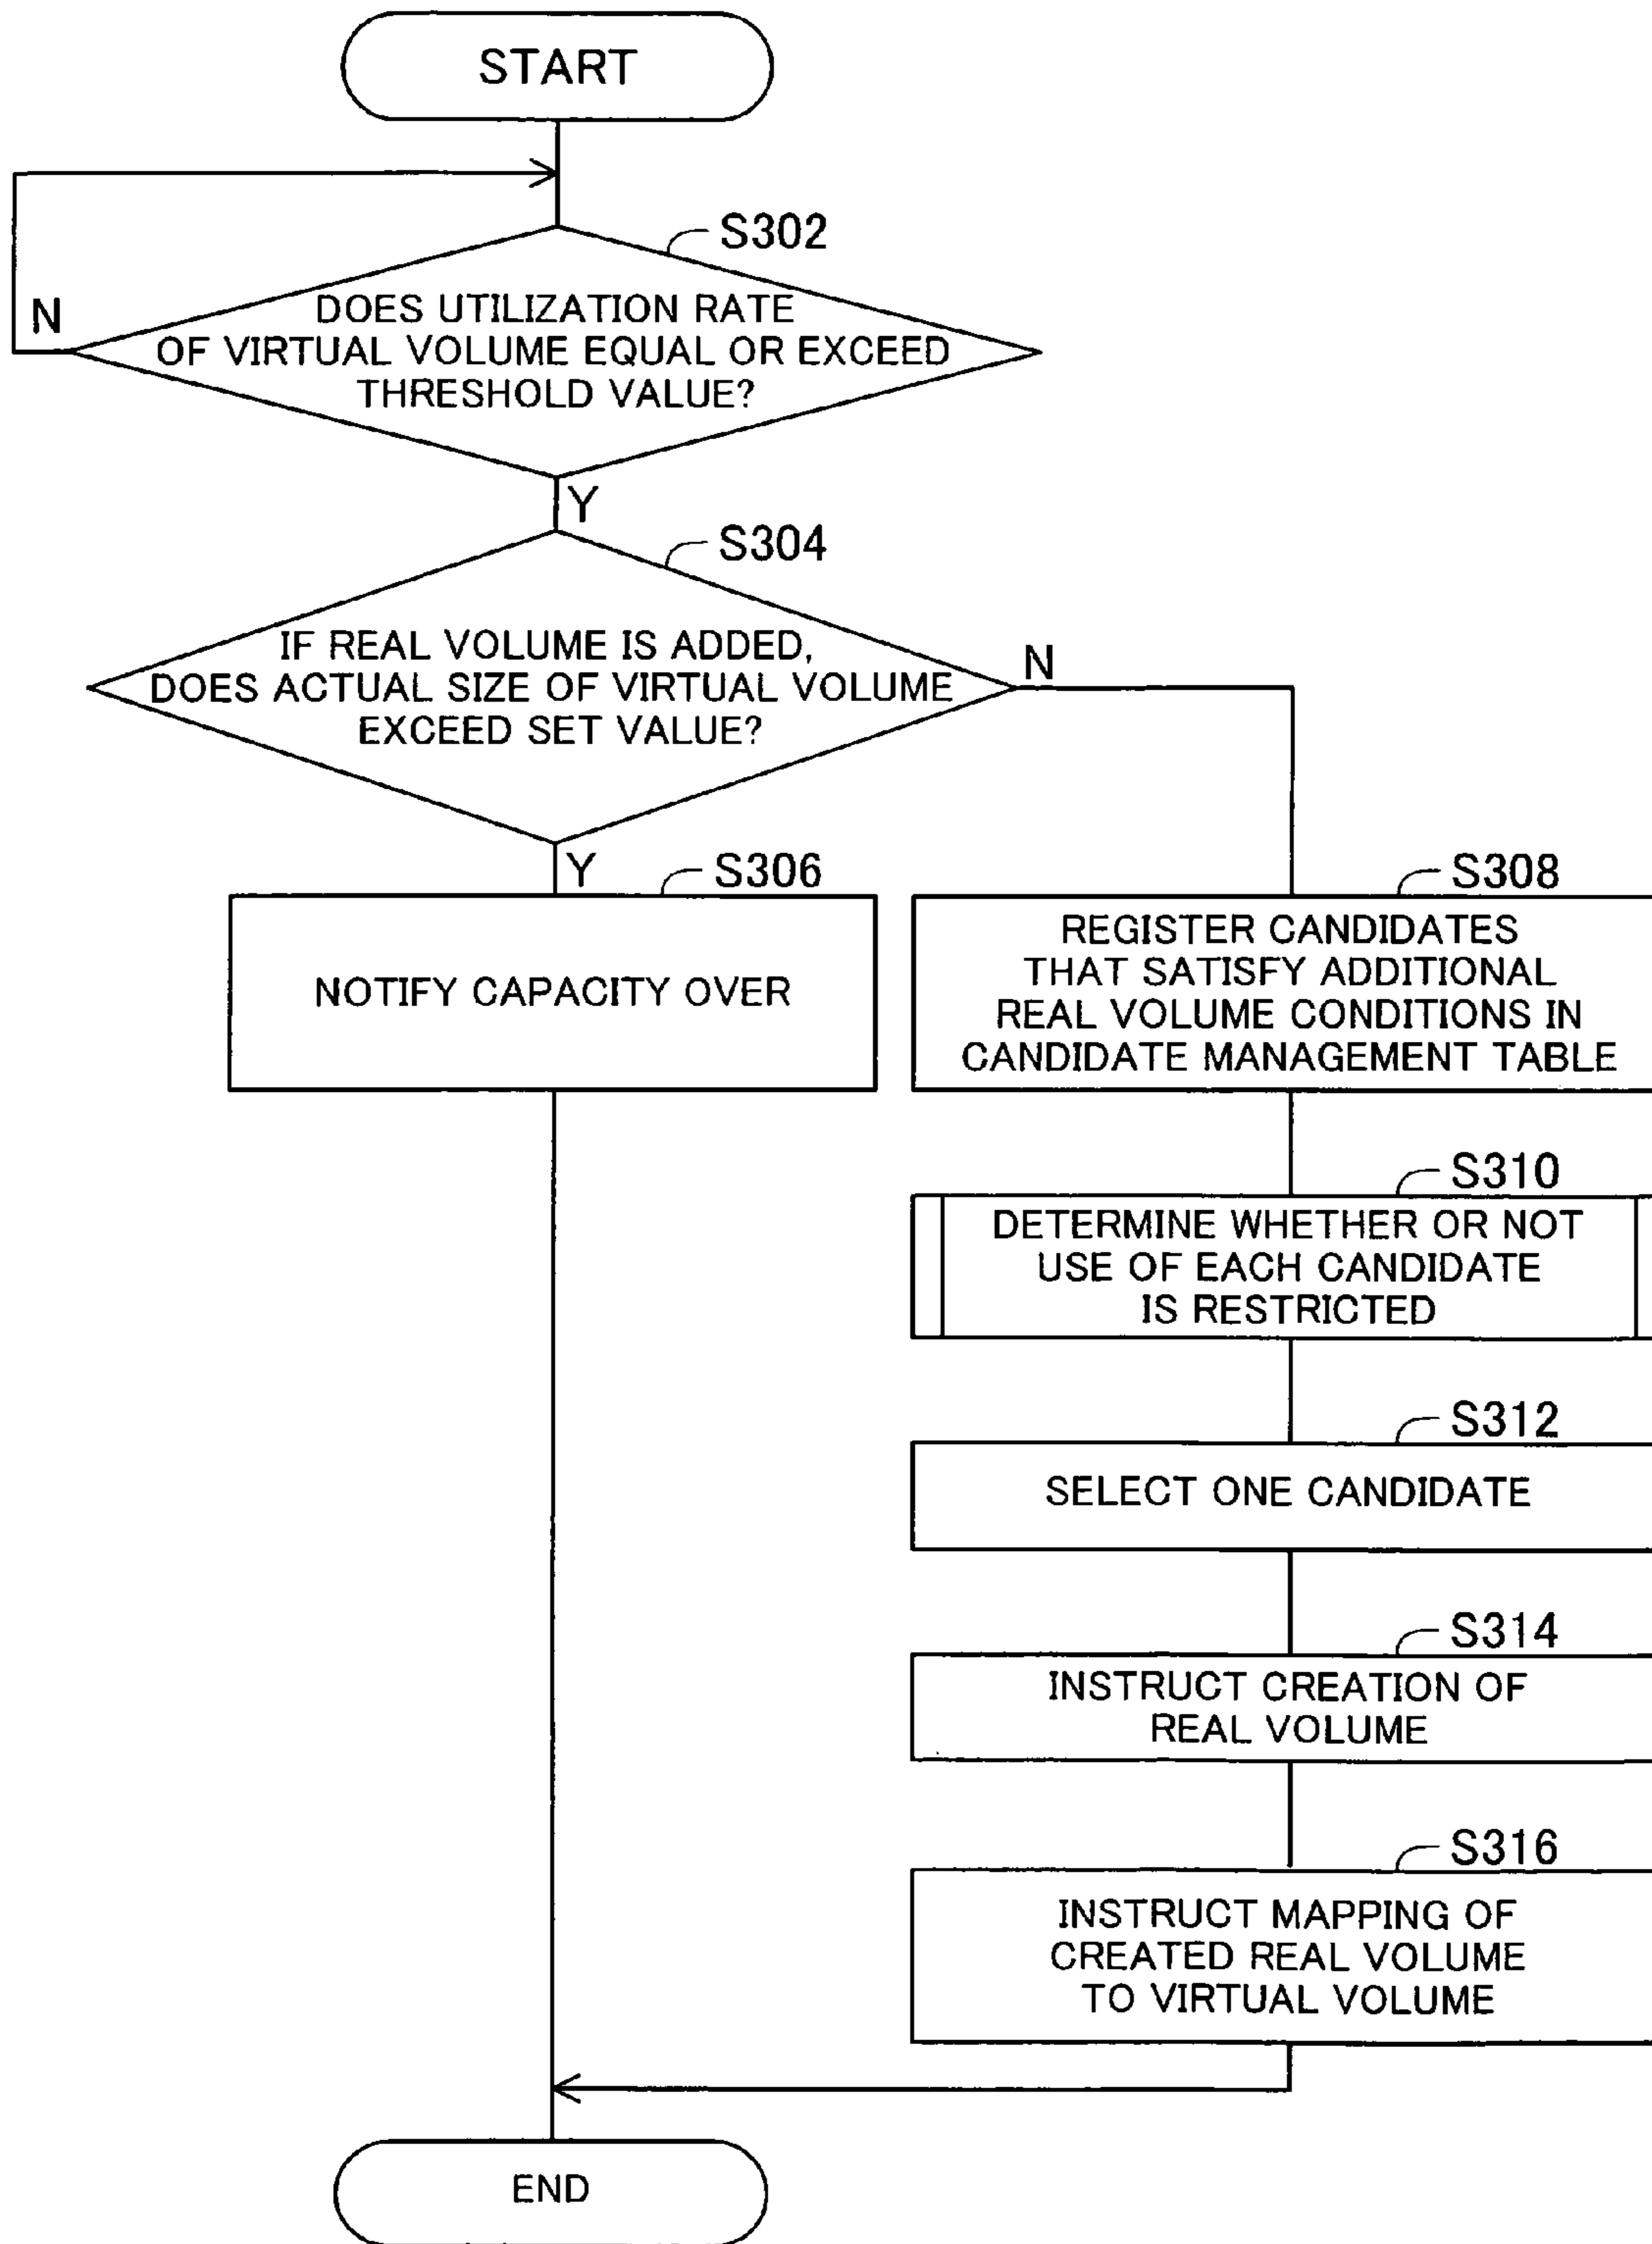 START
S302
N
DOES UTILIZATION RATE
OF VIRTUAL VOLUME EQUAL OR EXCEED
THRESHOLD VALUE?
Y
S304
IF REAL VOLUME IS ADDED,
DOES ACTUAL SIZE OF VIRTUAL VOLUME
EXCEED SET VALUE?
N
Y
S306
NOTIFY CAPACITY OVER
S308
REGISTER CANDIDATES
THAT SATISFY ADDITIONAL
REAL VOLUME CONDITIONS IN
CANDIDATE MANAGEMENT TABLE
S310
DETERMINE WHETHER OR NOT
USE OF EACH CANDIDATE
IS RESTRICTED
S312
SELECT ONE CANDIDATE
S314
INSTRUCT CREATION OF
REAL VOLUME
S316
INSTRUCT MAPPING OF
CREATED REAL VOLUME
TO VIRTUAL VOLUME
END